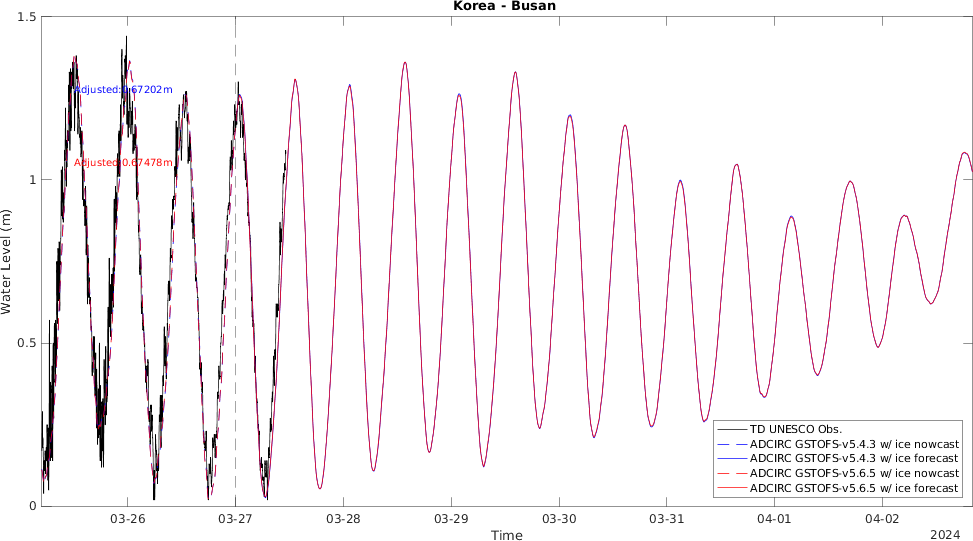 Korea - Busan
1.5
Adjusted:0.67202m
Adjusted:0.67478m
1
0.5
0
Water Level (m)
TD UNESCO Obs.
ADCIRC GSTOFS-v5.4.3 w/ ice nowcast
ADCIRC GSTOFS-v5.4.3 w/ ice forecast
ADCIRC GSTOFS-v5.6.5 w/ ice nowcast
ADCIRC GSTOFS-v5.6.5 w/ ice forecast
03-26 03-27 03-28 03-29 03-30 03-31 04-01 04-02
Time
2024